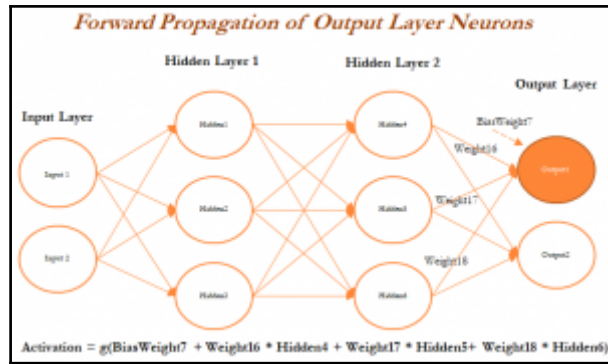 Forward Propagation of Output Layer Neurons
Hidden Layer 1
Hidden Layer 2
Output Layer
Input Layer
BiasWeight7
Hidden1
Hidden4
Weight16
Input 1
Output1
Weight17
Hidden2
Hidden5
Input 2
Output2
Weight18
Hidden3
Hidden6
Activation = g(BiasWeight7 + Weight16 * Hidden4 + Weight17 * Hidden5+ Weight18 * Hidden6)